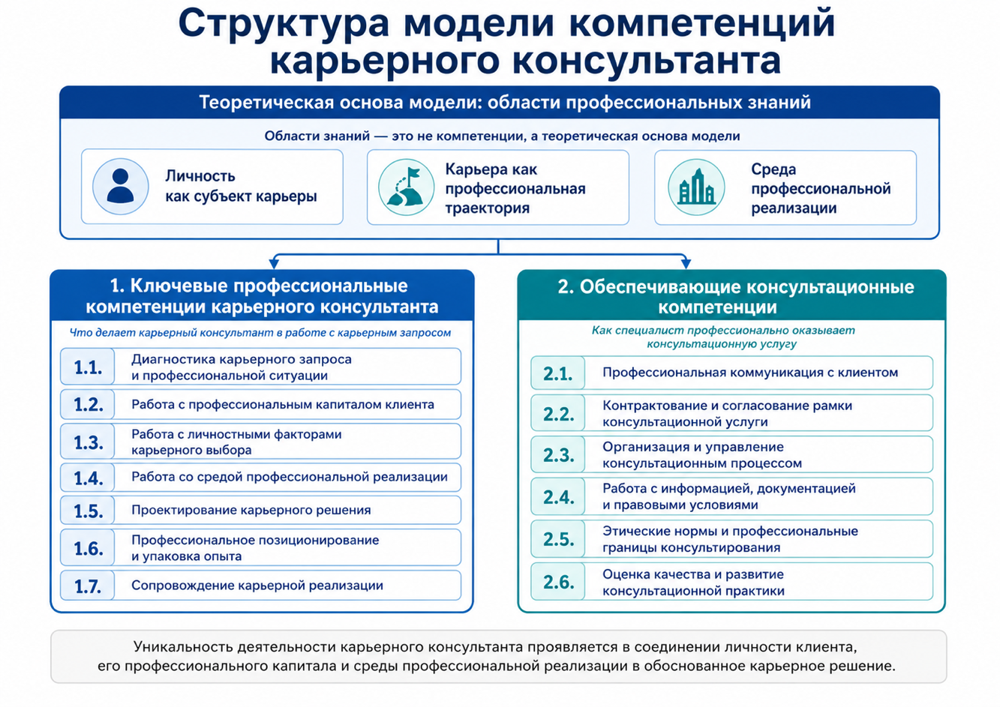 Структура модели компетенций
карьерного консультанта
Теоретическая основа модели: области профессиональных знаний
Области знаний — это не компетенции, а теоретическая основа модели
Личность
как субъект карьеры
Карьера как
профессиональная
траектория
Среда
профессиональной
реализации
1. Ключевые профессиональные
компетенции карьерного консультанта
Что делает карьерный консультант в работе с карьерным запросом
1.1.
Диагностика карьерного запроса
и профессиональной ситуации
1.2.
Работа с профессиональным капиталом клиента
1.3.
Работа с личностными факторами
карьерного выбора
1.4.
Работа со средой профессиональной реализации
1.5.
Проектирование карьерного решения
1.6.
Профессиональное позиционирование
и упаковка опыта
1.7.
Сопровождение карьерной реализации
2. Обеспечивающие консультационные
компетенции
Как специалист профессионально оказывает
консультационную услугу
2.1.
Профессиональная коммуникация с клиентом
2.2.
Контрактование и согласование рамки
консультационной услуги
2.3.
Организация и управление
консультационным процессом
2.4.
Работа с информацией, документацией
и правовыми условиями
2.5.
Этические нормы и профессиональные
границы консультирования
2.6.
Оценка качества и развитие
консультационной практики
Уникальность деятельности карьерного консультанта проявляется в соединении личности клиента,
его профессионального капитала и среды профессиональной реализации в обоснованное карьерное решение.